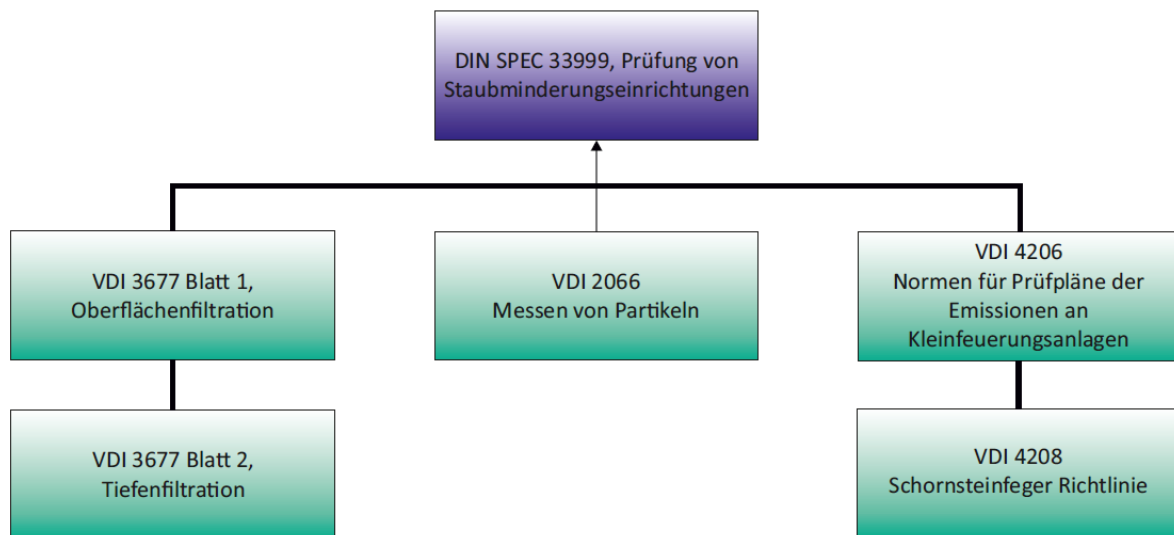 DIN SPEC 33999, Prüfung von
Staubminderungseinrichtungen
VDI 3677 Blatt 1,
Oberflächenfiltration
VDI 2066
Messen von Partikeln
VDI 4206
Normen für Prüfpläne der
Emissionen an
Kleinfeuerungsanlagen
VDI 3677 Blatt 2,
Tiefenfiltration
VDI 4208
Schornsteinfeger Richtlinie